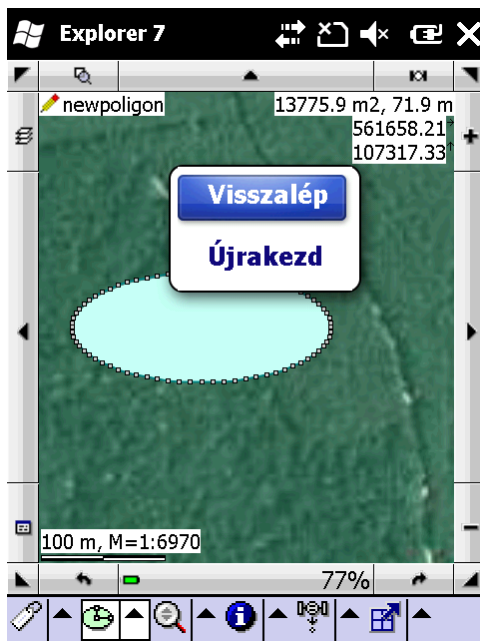 Explorer 7
newpoligon
13775.9 m2, 71.9 m
561658.21
107317.33
Visszalép
Újrakezd
100 m, M=1:6970
77%